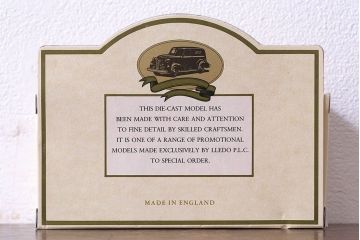 THIS DIE-CAST MODEL HAS
BEEN MADE WITH CARE AND ATTENTION
TO FINE DETAIL BY SKILLED CRAFTSMEN.
IT IS ONE OF A RANGE OF PROMOTIONAL
MODELS MADE EXCLUSIVELY BY LLEDO P.L.C.
TO SPECIAL ORDER.
MADE IN ENGLAND